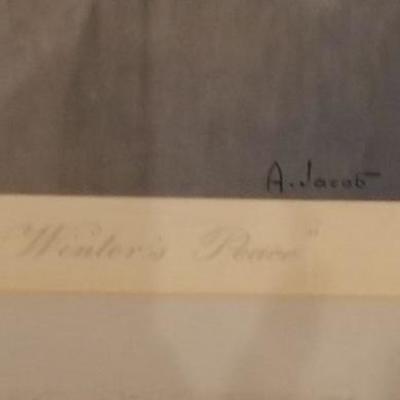 A. Jacob
"Winter's Peace"